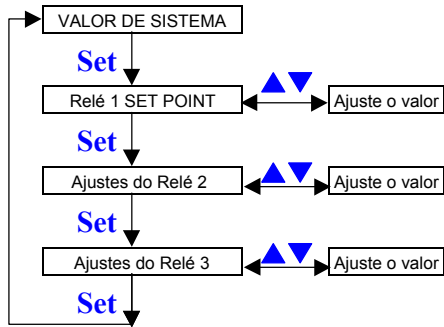 VALOR DE SISTEMA
Set
Relé 1 SET POINT
Ajuste o valor
Set
Ajustes do Relé 2
Ajuste o valor
Set
Ajustes do Relé 3
Ajuste o valor
Set